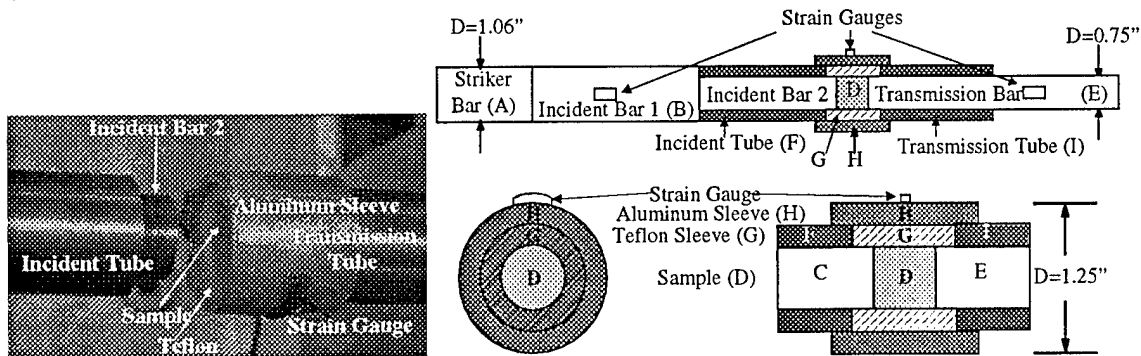 Incident Bar 2
Aluminum Sleeve
Transmission
Tube
Incident Tube
Sample
Teflon
Strain Gauge
Strain Gauges
D=1.06”
D=0.75”
Striker
Bar (A)
Incident Bar 1 (B)
Incident Bar 2
D
Transmission Bar
(E)
Incident Tube (F)
G
H
Transmission Tube (I)
Strain Gauge
Aluminum Sleeve (H)
Teflon Sleeve (G)
Sample (D)
H
G
D
H
F
G
I
C
D
E
D=1.25”